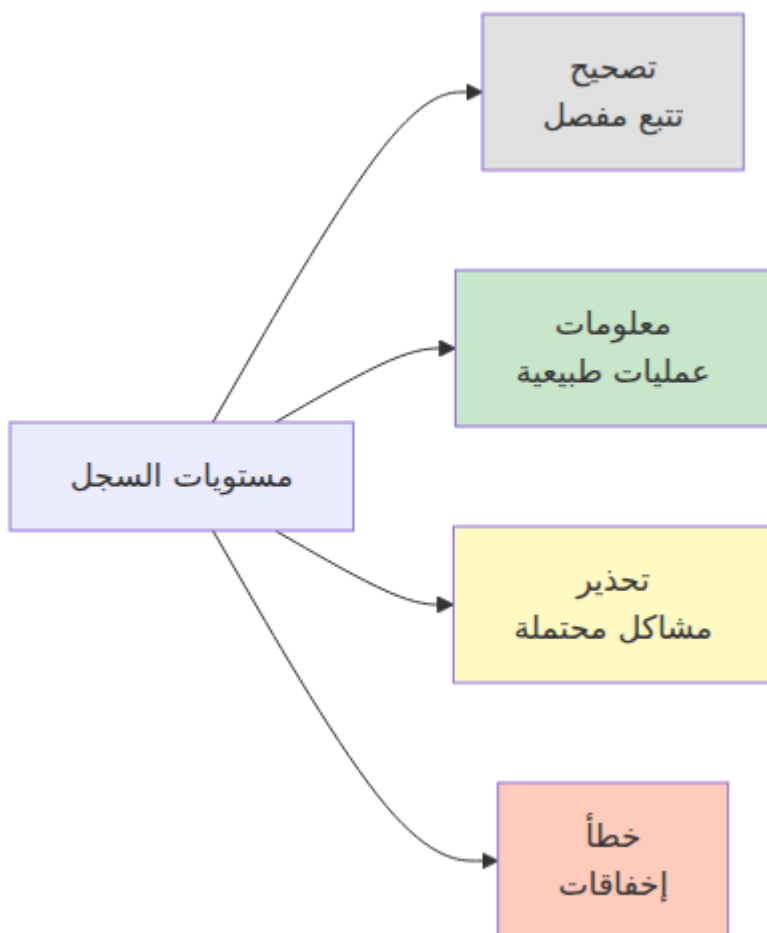 تصحيح
تتبع مفصل
معلومات
عمليات طبيعية
مستويات السجل
تحذير
مشاكل محتملة
خطأ
إخفاقات